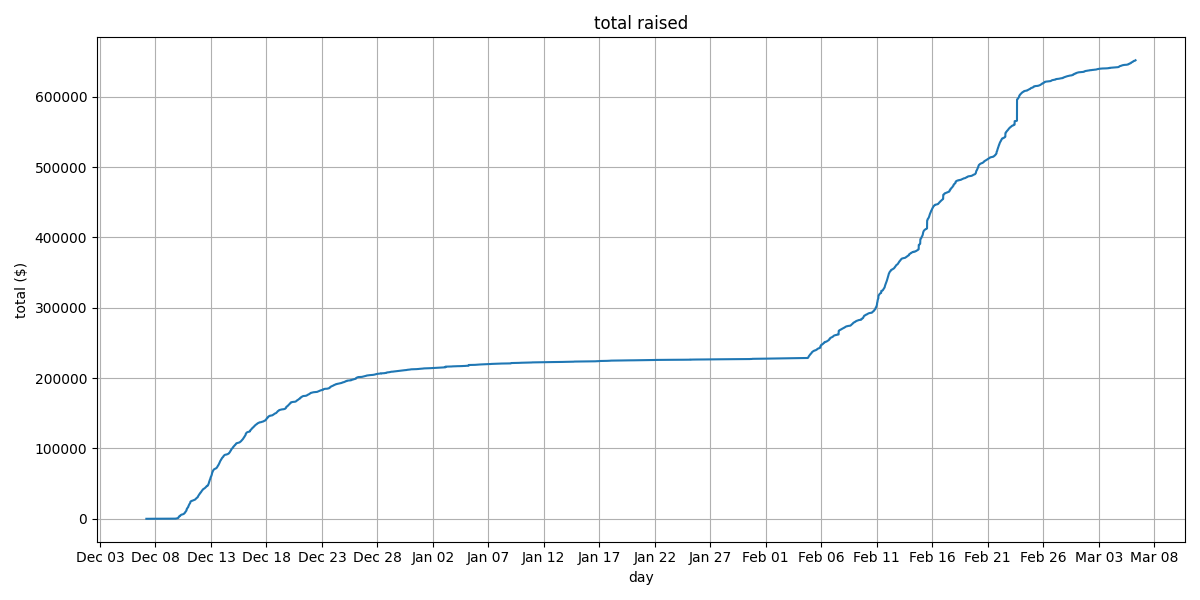 total raised
total ($)
600000
500000
400000
300000
200000
100000
0
Dec 03 Dec 08 Dec 13 Dec 18 Dec 23 Dec 28 Jan 02 Jan 07 Jan 12 Jan 17 Jan 22 Jan 27 Feb 01 Feb 06 Feb 11 Feb 16 Feb 21 Feb 26 Mar 03 Mar 08
day